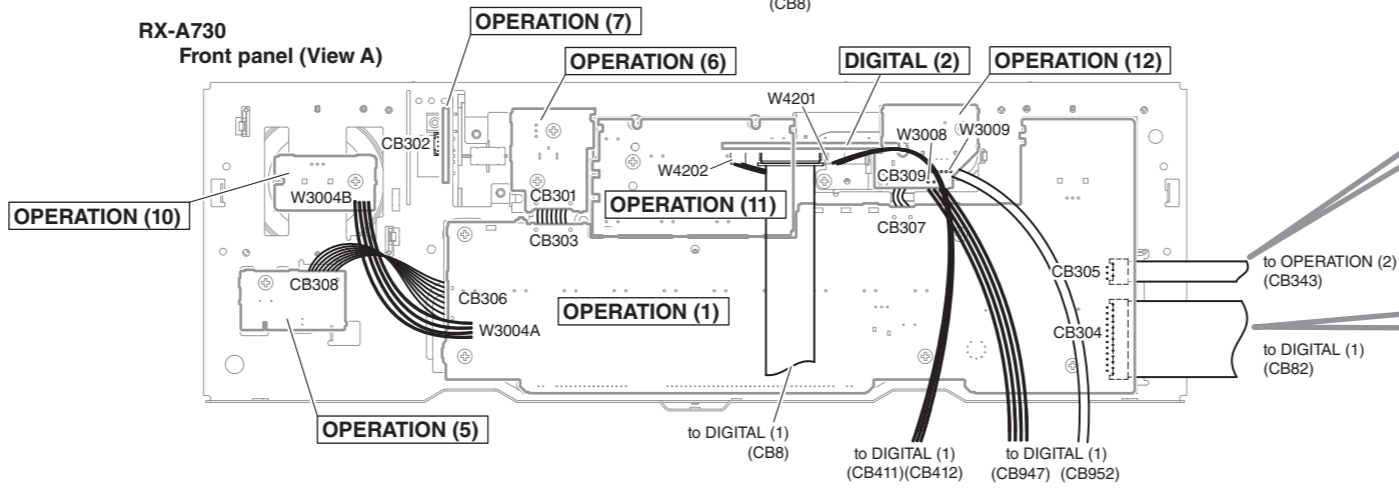 (CB8)
RX-A730
Front panel (View A)
OPERATION (7)
OPERATION (6)
DIGITAL (2)
OPERATION (12)
W4201
W3008
W3009
CB302
W4202
CB309
W3004B
CB301
OPERATION (10)
OPERATION (11)
CB303
CB307
CB308
CB306
CB305
to OPERATION (2)
(CB343)
OPERATION (1)
W3004A
CB304
to DIGITAL (1)
(CB82)
OPERATION (5)
to DIGITAL (1)
(CB8)
to DIGITAL (1)
(CB411)(CB412)
to DIGITAL (1)
(CB947) (CB952)